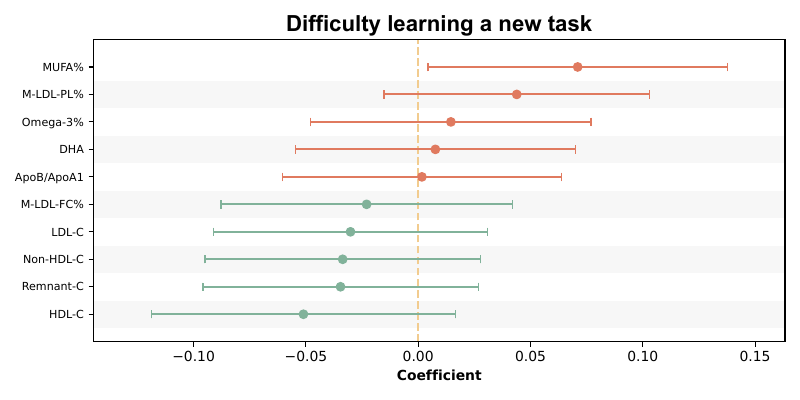 Difficulty learning a new task
MUFA%
M-LDL-PL%
Omega-3%
DHA
ApoB/ApoA1
M-LDL-FC%
LDL-C
Non-HDL-C
Remnant-C
HDL-C
−0.10 −0.05 0.00 0.05 0.10 0.15
Coefficient